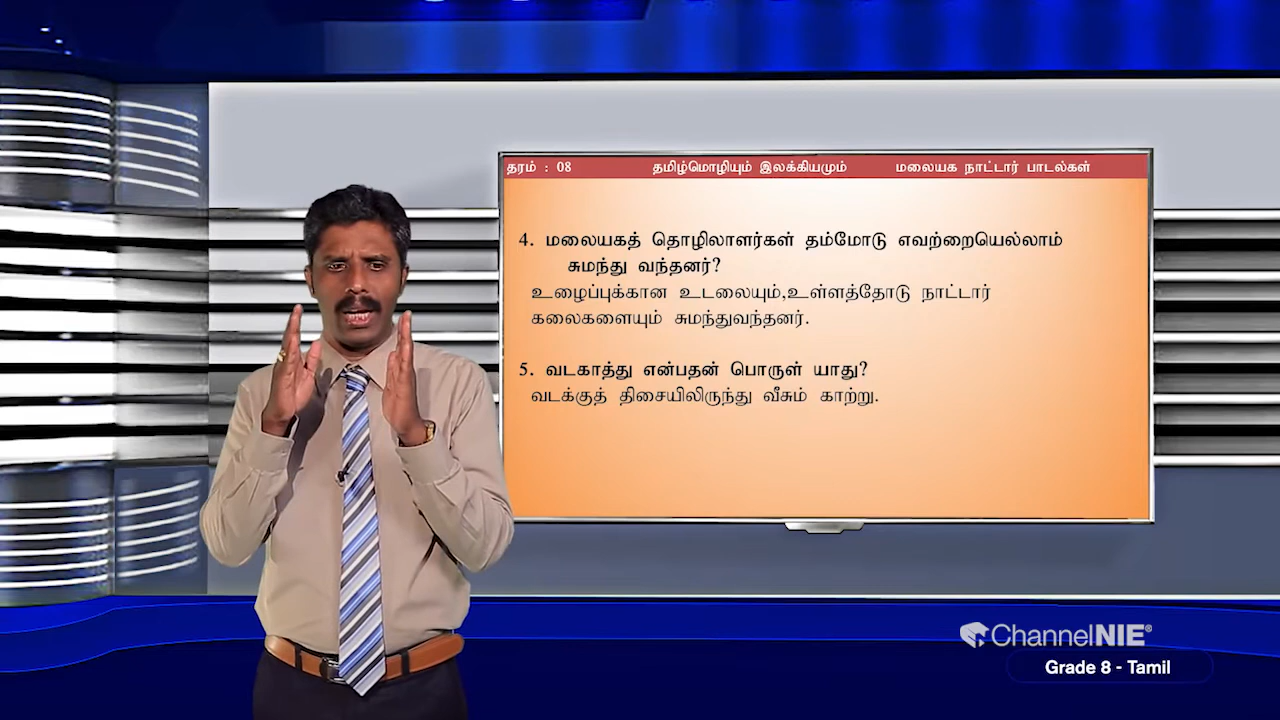 தரம் : 08 தமிழ்மொழியும் இலக்கியமும் மலையக நாட்டார் பாடல்கள்
4. மலையகத் தொழிலாளர்கள் தம்மோடு எவற்றையெல்லாம்
சுமந்து வந்தனர்?
உழைப்புக்கான உடலையும்,உள்ளத்தோடு நாட்டார்
கலைகளையும் சுமந்துவந்தனர்.
5. வடகாத்து என்பதன் பொருள் யாது?
வடக்குத் திசையிலிருந்து வீசும் காற்று.
ChannelNIE®
Grade 8 - Tamil